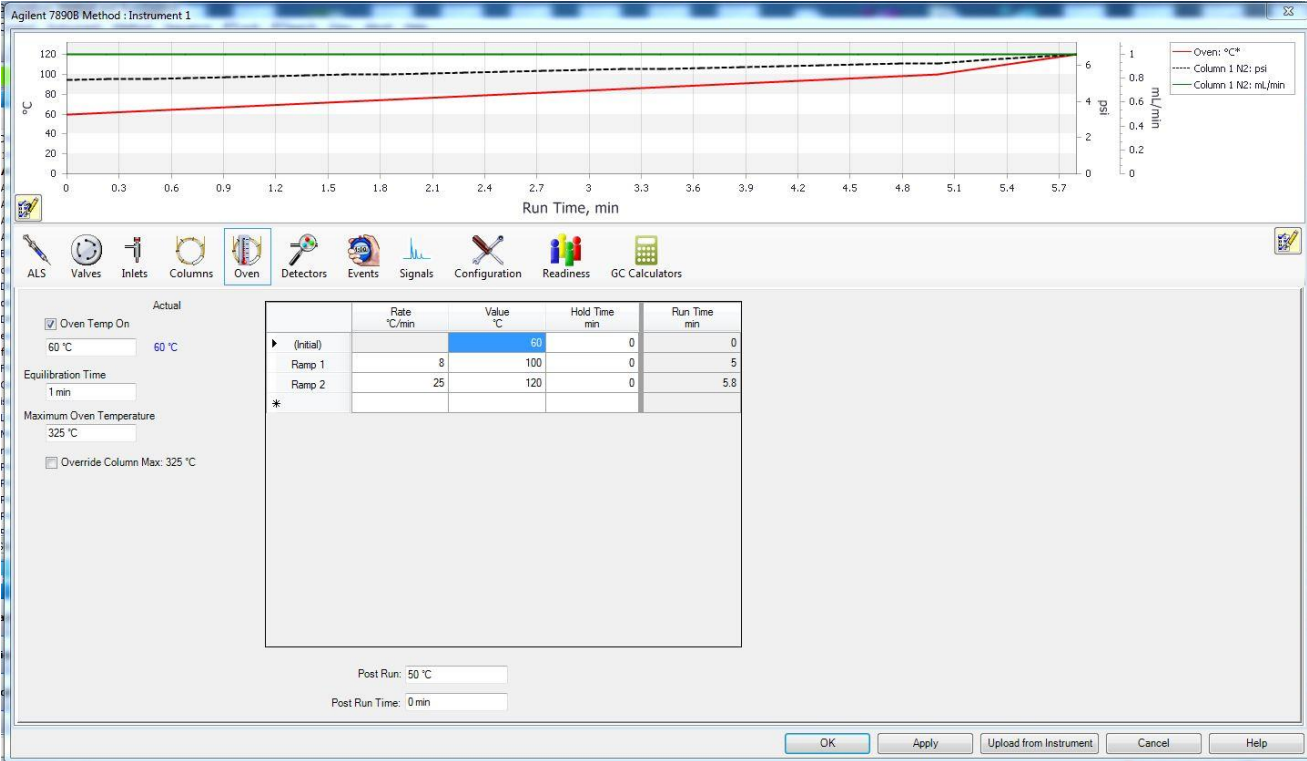 Agilent 7890B Method : Instrument 1
120
100
80
60
40
20
0
°C
0 0.3 0.6 0.9 1.2 1.5 1.8 2.1 2.4 2.7 3 3.3 3.6 3.9 4.2 4.5 4.8 5.1 5.4 5.7
Run Time, min
6
4
2
0
psi
1
0.8
0.6
0.4
0.2
0
mL/min
Oven: °C*
Column 1 N2: psi
Column 1 N2: mL/min
ALS Valves Inlets Columns Oven Detectors Events Signals Configuration Readiness GC Calculators
Actual
Oven Temp On
60 °C 60 °C
Equilibration Time
1 min
Maximum Oven Temperature
325 °C
Override Column Max: 325 °C
Rate Value Hold Time Run Time
°C/min °C min min
(Initial) 60 0 0
Ramp 1 8 100 0 5
Ramp 2 25 120 0 5.8
*
Post Run: 50 °C
Post Run Time: 0 min
OK Apply Upload from Instrument Cancel Help